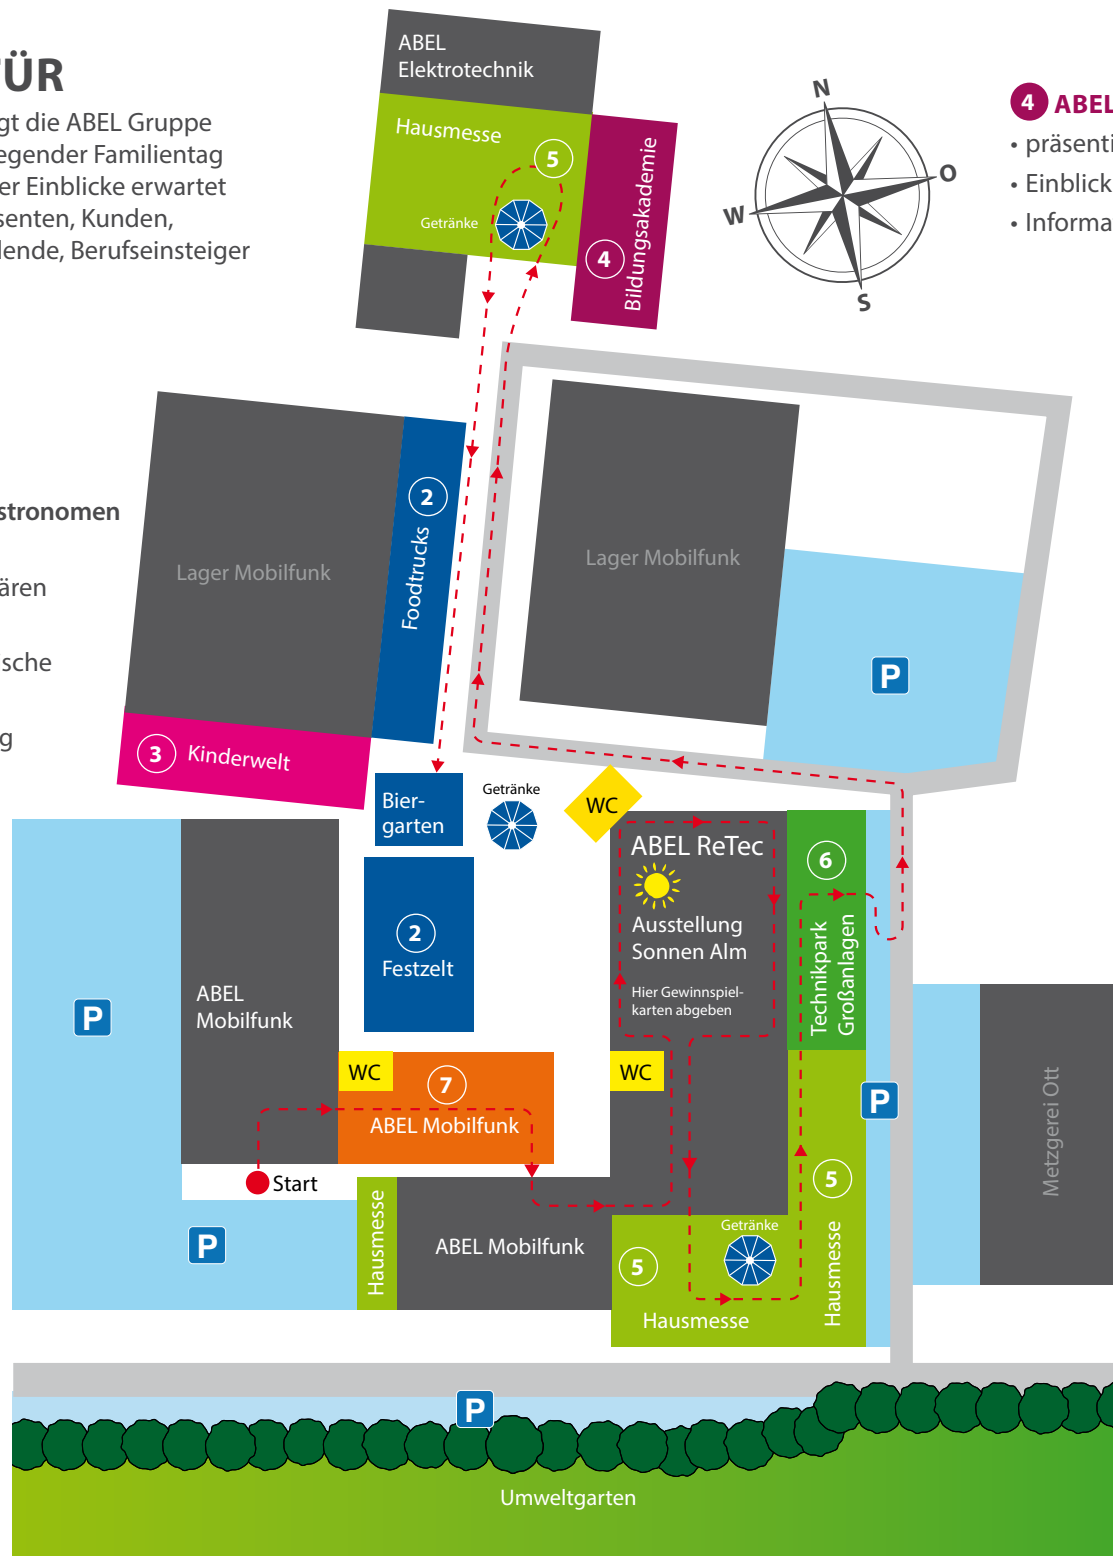 TÜR
gt die ABEL Gruppe
egender Familientag
er Einblicke erwartet
senten, Kunden,
lende, Berufseinsteiger
stronomen
ären
ische
g
ABEL
Elektrotechnik
Hausmesse
5
Getränke
4
Bildungsakademie
N
O
W
S
4 ABEL
• präsenti
• Einblick
• Informa
Lager Mobilfunk
2
Foodtrucks
Lager Mobilfunk
P
3 Kinderwelt
Bier-
garten
Getränke
WC
ABEL ReTec
Ausstellung
Sonnen Alm
Hier Gewinnspiel-
karten abgeben
6
Technikpark
Großanlagen
2
Festzelt
ABEL
Mobilfunk
P
WC
7
ABEL Mobilfunk
WC
P
Metzgerei Ott
Start
P
Hausmesse
ABEL Mobilfunk
5
Hausmesse
Getränke
5
Hausmesse
P
Umweltgarten